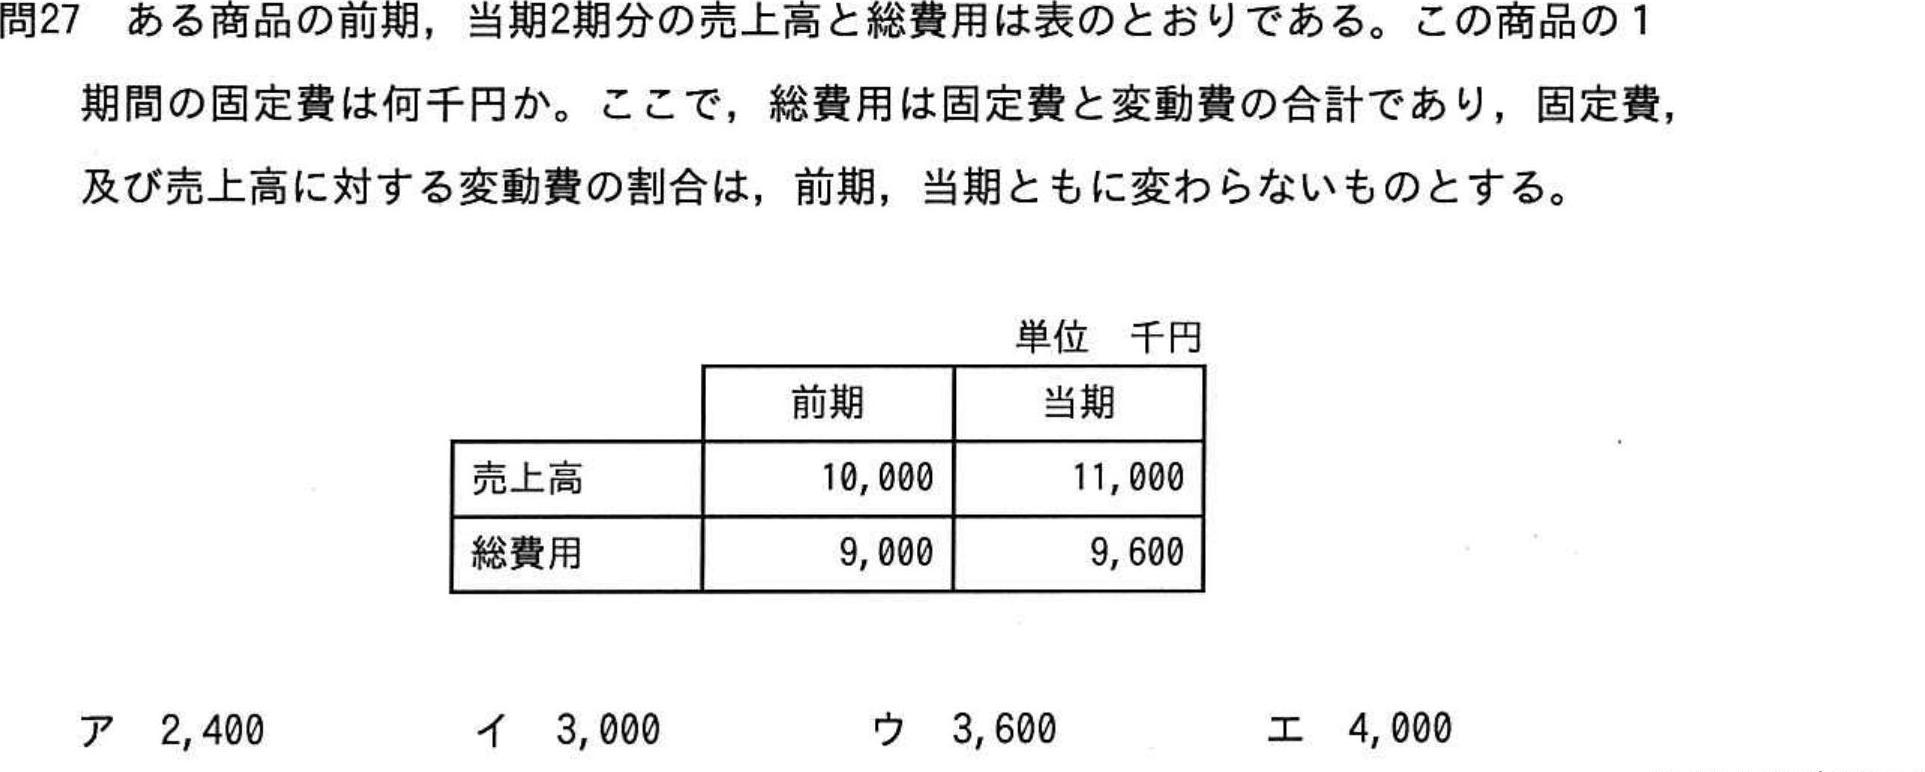 問27　ある商品の前期，当期2期分の売上高と総費用は表のとおりである。この商品の１
期間の固定費は何千円か。ここで，総費用は固定費と変動費の合計であり，固定費，
及び売上高に対する変動費の割合は，前期，当期ともに変わらないものとする。
単位　千円
前期　当期
売上高　10,000　11,000
総費用　9,000　9,600
ア　2,400　イ　3,000　ウ　3,600　エ　4,000